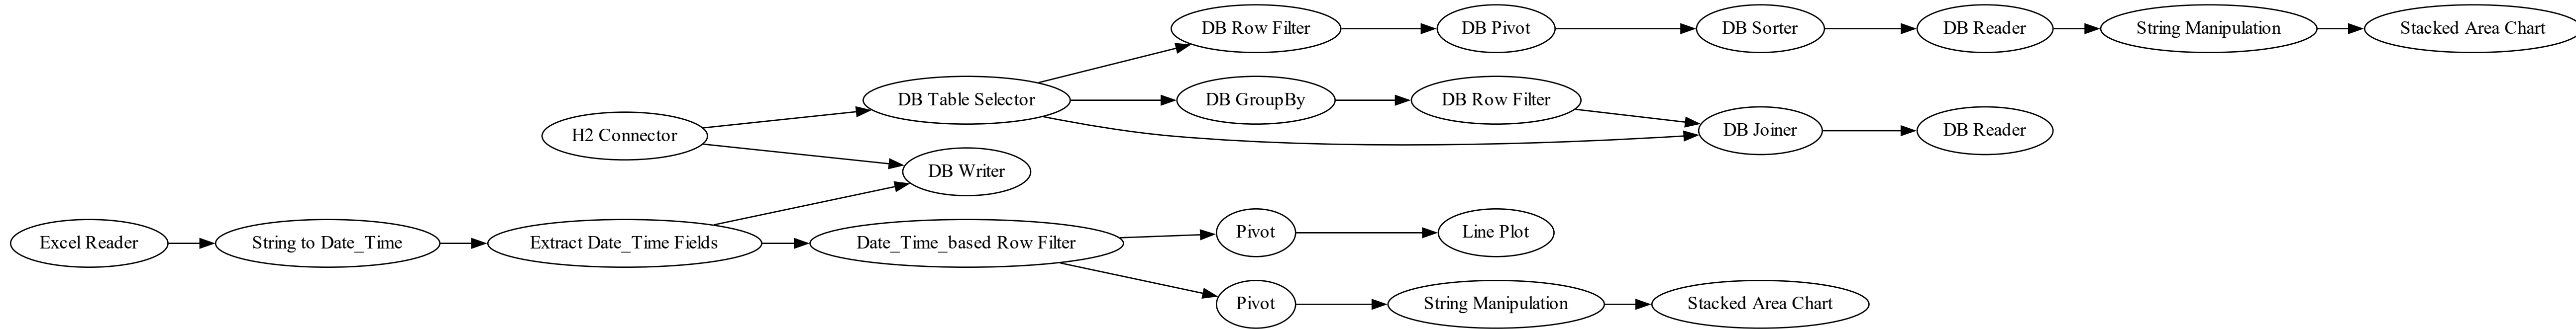 DB Row Filter
DB Pivot
DB Sorter
DB Reader
String Manipulation
Stacked Area Chart
DB Table Selector
DB GroupBy
DB Row Filter
H2 Connector
DB Joiner
DB Reader
DB Writer
Excel Reader
String to Date_Time
Extract Date_Time Fields
Date_Time_based Row Filter
Pivot
Line Plot
Pivot
String Manipulation
Stacked Area Chart